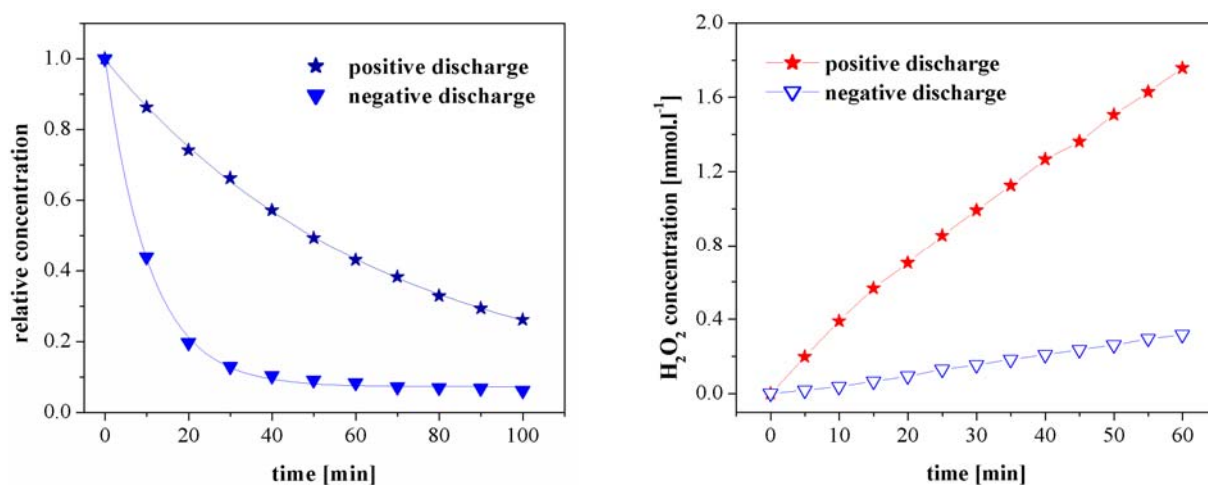 relative concentration
1.0
0.8
0.6
0.4
0.2
0.0
positive discharge
negative discharge
0 20 40 60 80 100
time [min]
H₂O₂ concentration [mmol.l⁻¹]
2.0
1.6
1.2
0.8
0.4
0.0
positive discharge
negative discharge
0 10 20 30 40 50 60
time [min]